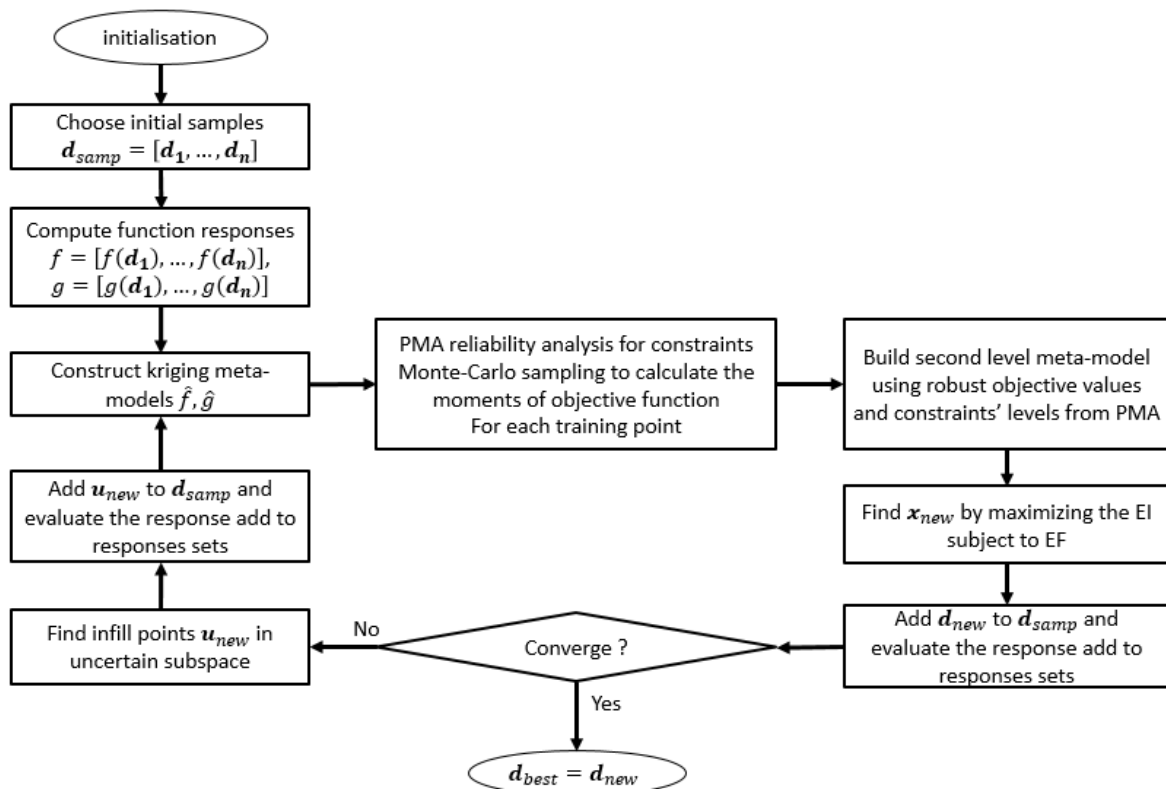 initialisation
Choose initial samples
d_samp = [d_1, ..., d_n]
Compute function responses
f = [f(d_1), ..., f(d_n)],
g = [g(d_1), ..., g(d_n)]
Construct kriging meta-
models f̂, ĝ
PMA reliability analysis for constraints
Monte-Carlo sampling to calculate the
moments of objective function
For each training point
Build second level meta-model
using robust objective values
and constraints' levels from PMA
Find x_new by maximizing the EI
subject to EF
Add d_new to d_samp and
evaluate the response add to
responses sets
Converge ?
No
Yes
Find infill points u_new in
uncertain subspace
Add u_new to d_samp and
evaluate the response add to
responses sets
d_best = d_new